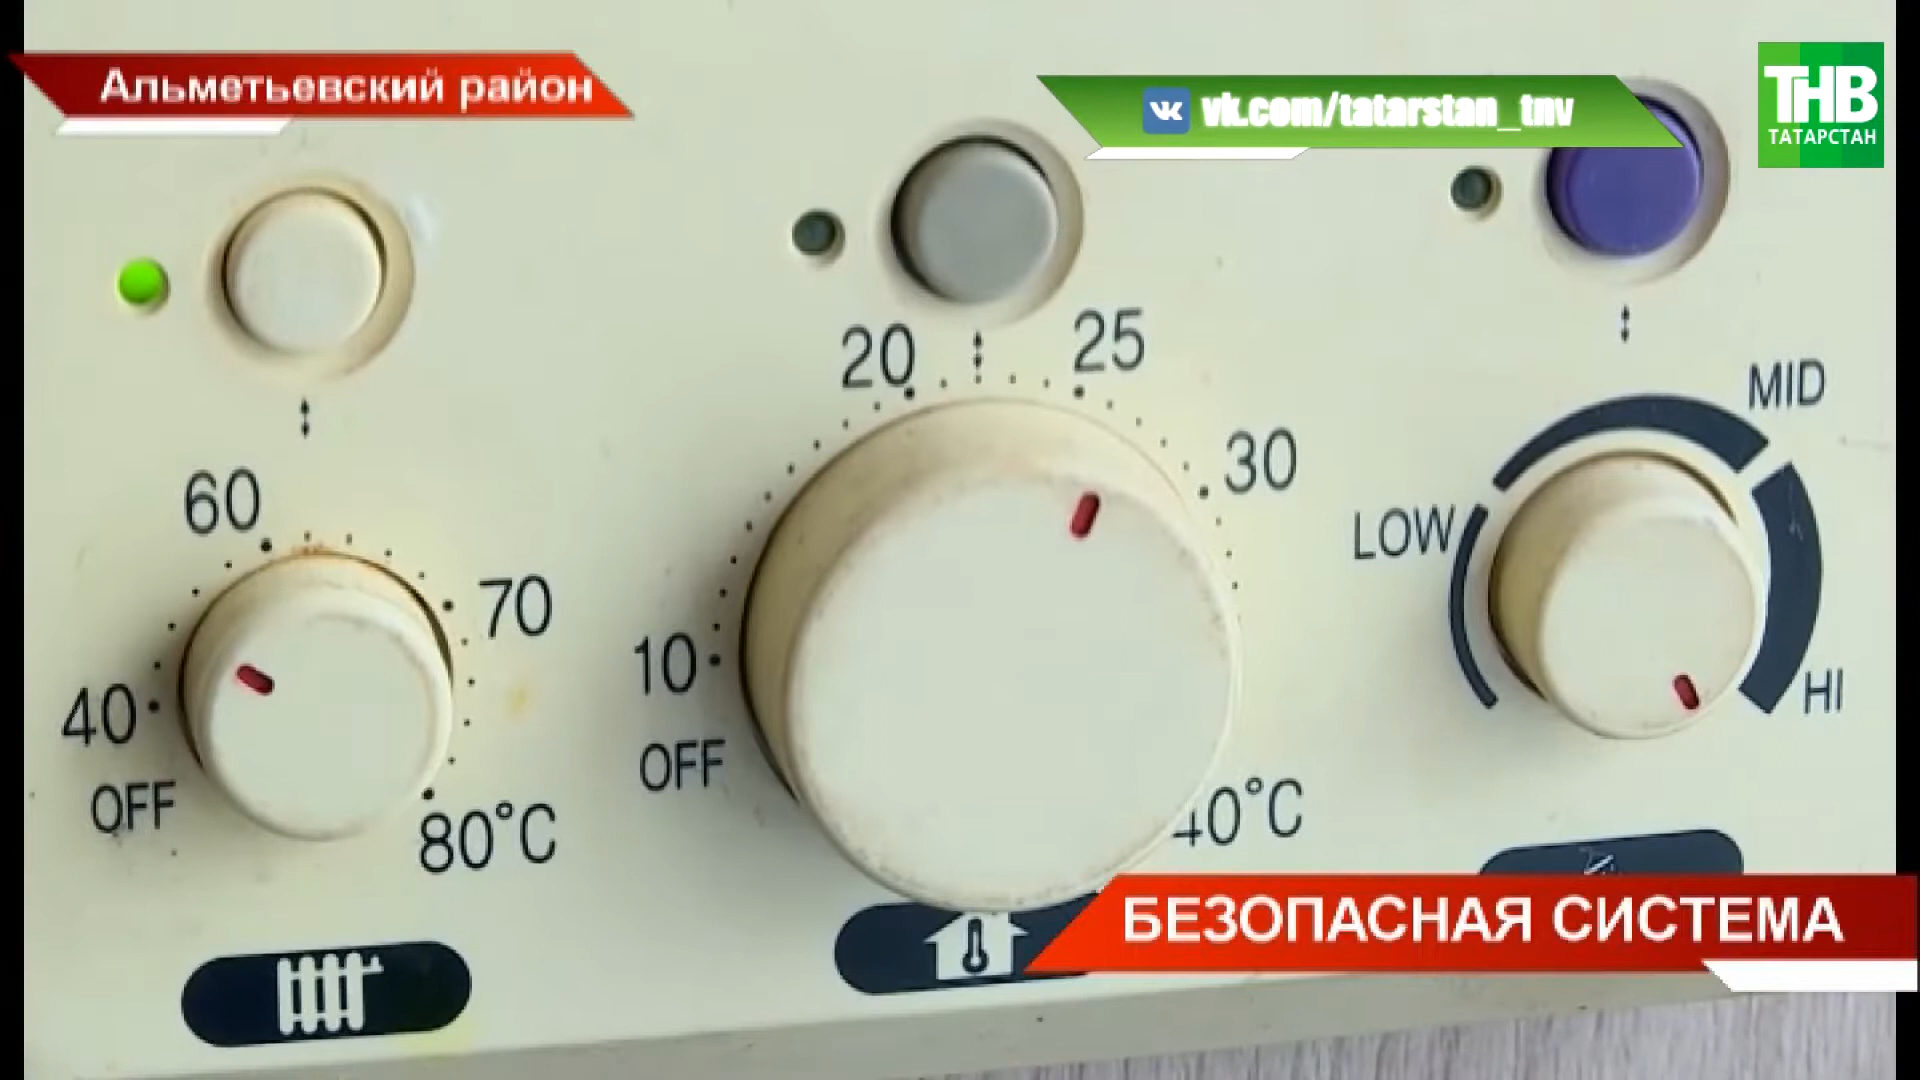 Альметьевский район
vk.com/tatarstan_tnv
ТНВ
ТАТАРСТАН
20
25
30
10
OFF
40°C
60
70
40
OFF
80°C
MID
LOW
HI
БЕЗОПАСНАЯ СИСТЕМА